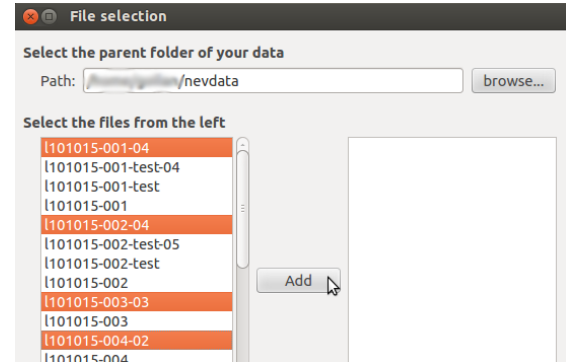 File selection
Select the parent folder of your data
Path: /nevdata browse...
Select the files from the left
l101015-001-04
l101015-001-test-04
l101015-001-test
l101015-001
l101015-002-04
l101015-002-test-05
l101015-002-test
l101015-002
Add
l101015-003-03
l101015-003
l101015-004-02
l101015-004